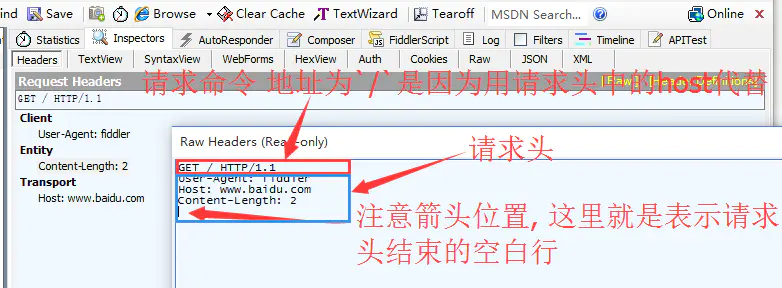 ind Save Browse Clear Cache TextWizard Tearoff MSDN Search... Online
Statistics Inspectors AutoResponder Composer FiddlerScript Log Filters Timeline APITest
Headers TextView SyntaxView WebForms HexView Auth Cookies Raw JSON XML
Request Headers [Raw] [Header Definitions]
请求命令 地址为`/`是因为用请求头中的host代替
GET / HTTP/1.1
Client
User-Agent: fiddler
Entity
Content-Length: 2
Transport
Host: www.baidu.com
Raw Headers (Read-only)
GET / HTTP/1.1
User-Agent: fiddler
Host: www.baidu.com
Content-Length: 2
请求头
注意箭头位置, 这里就是表示请求
头结束的空白行